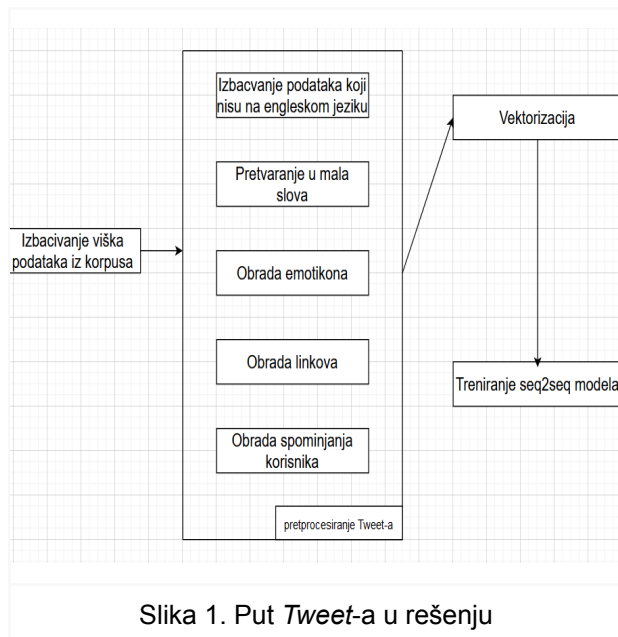 Izbacivanje viška
podataka iz korpusa
Izbacvanje podataka koji
nisu na engleskom jeziku
Pretvaranje u mala
slova
Obrada emotikona
Obrada linkova
Obrada spominjanja
korisnika
pretprocesiranje Tweet-a
Vektorizacija
Treniranje seq2seq modela
Slika 1. Put Tweet-a u rešenju